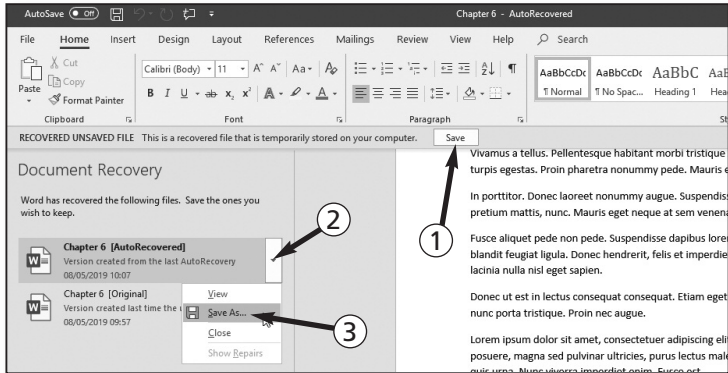 AutoSave Off
Chapter 6 - AutoRecovered
File Home Insert Design Layout References Mailings Review View Help Search
Paste
Cut
Copy
Format Painter
Clipboard
Calibri (Body) 11 A A Aa A
B I U ab x₂ x² A A
Font
Paragraph
AaBbCcDc AaBbCcDc AaBbC
¶ Normal ¶ No Spac... Heading 1
RECOVERED UNSAVED FILE This is a recovered file that is temporarily stored on your computer. Save
Document Recovery
Word has recovered the following files. Save the ones you
wish to keep.
Chapter 6 [AutoRecovered]
Version created from the last AutoRecovery
08/05/2019 10:07
Chapter 6 [Original]
Version created last time the
08/05/2019 09:57
View
Save As...
Close
Show Repairs
1
2
3
Vivamus a tellus. Pellentesque habitant morbi tristique
turpis egestas. Proin pharetra nonummy pede. Mauris
In porttitor. Donec laoreet nonummy augue.
pretium mattis, nunc. Mauris eget neque at sem
Fusce aliquet pede non pede. Suspendisse dapibus
blandit feugiat ligula. Donec hendrerit, felis et
lacinia nulla nisl eget sapien.
Donec ut est in lectus consequat consequat. Etiam eget
nunc porta tristique. Proin nec augue.
Lorem ipsum dolor sit amet, consectetuer adipiscing
posuere, magna sed pulvinar ultricies, purus lectus